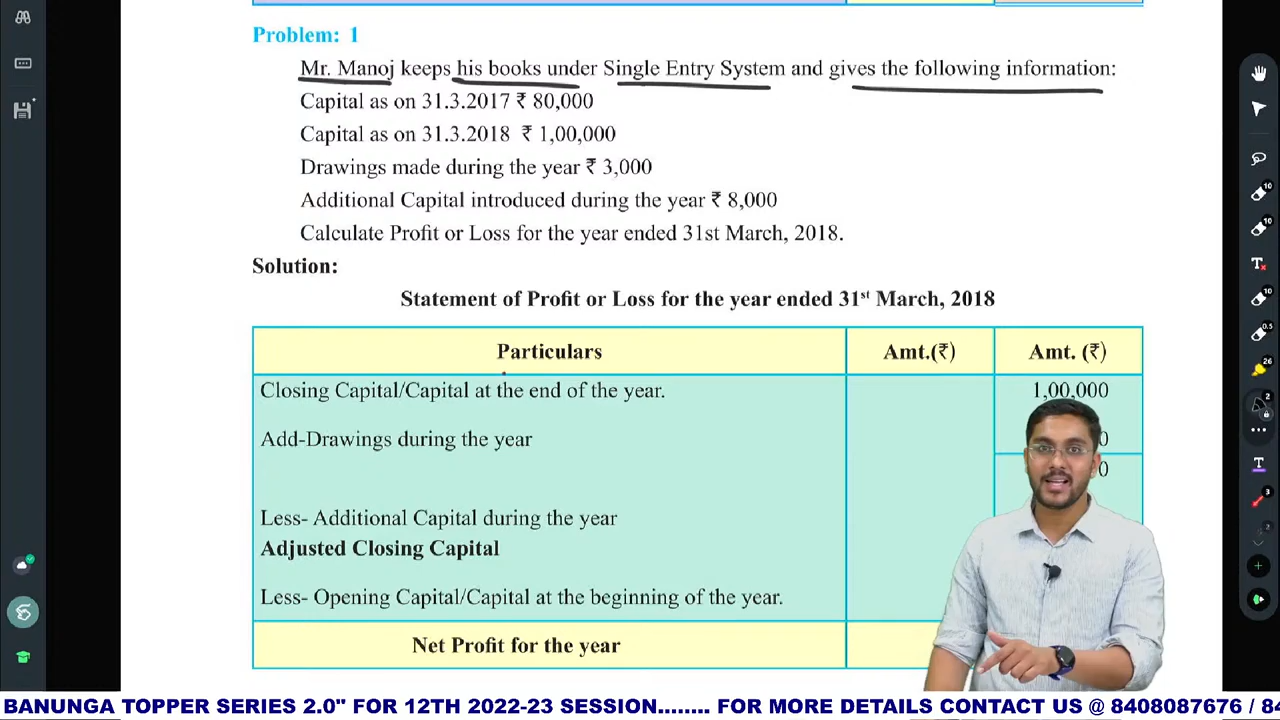 Problem: 1
Mr. Manoj keeps his books under Single Entry System and gives the following information:
Capital as on 31.3.2017 ₹ 80,000
Capital as on 31.3.2018 ₹ 1,00,000
Drawings made during the year ₹ 3,000
Additional Capital introduced during the year ₹ 8,000
Calculate Profit or Loss for the year ended 31st March, 2018.
Solution:
Statement of Profit or Loss for the year ended 31st March, 2018
Particulars Amt.(₹) Amt. (₹)
Closing Capital/Capital at the end of the year. 1,00,000
Add-Drawings during the year
Less- Additional Capital during the year
Adjusted Closing Capital
Less- Opening Capital/Capital at the beginning of the year.
Net Profit for the year
BANUNGA TOPPER SERIES 2.0" FOR 12TH 2022-23 SESSION........ FOR MORE DETAILS CONTACT US @ 8408087676 / 84